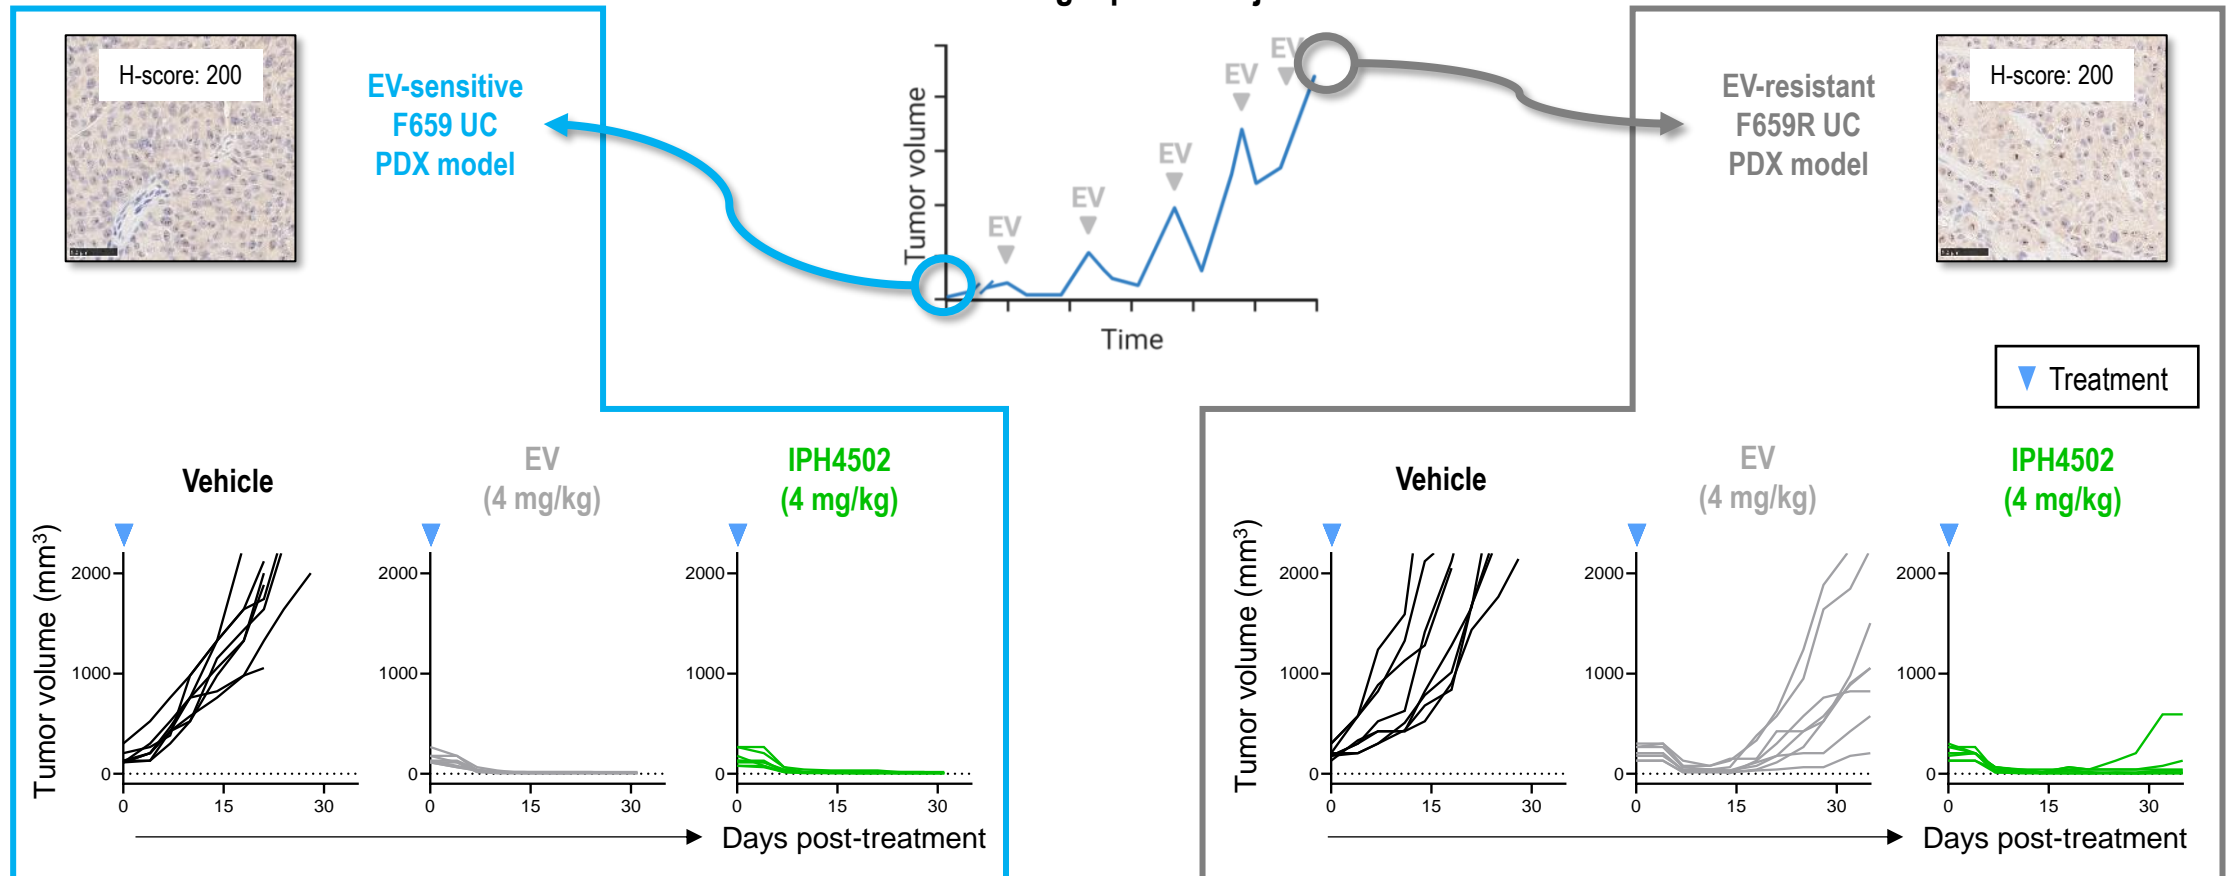 H-score: 200
EV-sensitive
F659 UC
PDX model
Tumor volume
EV
EV
EV
EV
EV
Time
EV-resistant
F659R UC
PDX model
H-score: 200
Treatment
Vehicle
EV
(4 mg/kg)
IPH4502
(4 mg/kg)
Tumor volume (mm³)
2000
1000
0
0
15
30
2000
1000
0
0
15
30
2000
1000
0
0
15
30
Days post-treatment
Vehicle
EV
(4 mg/kg)
IPH4502
(4 mg/kg)
Tumor volume (mm³)
2000
1000
0
0
15
30
2000
1000
0
0
15
30
2000
1000
0
0
15
30
Days post-treatment